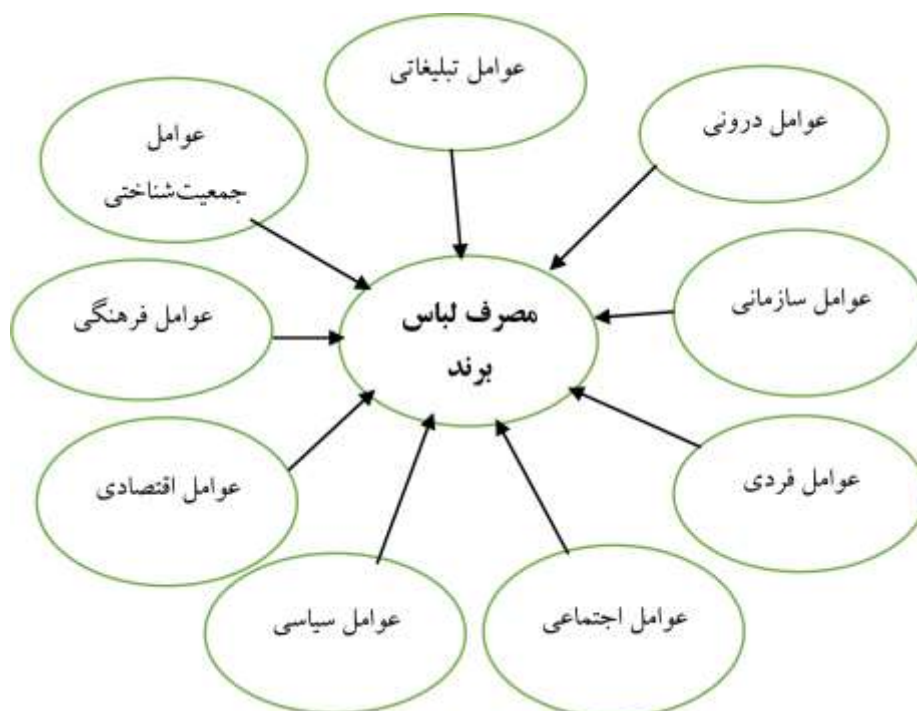 عوامل تبلیغاتی
عوامل درونی
عوامل
جمعیت‌شناختی
عوامل سازمانی
عوامل فرهنگی
مصرف لباس
برند
عوامل فردی
عوامل اقتصادی
عوامل اجتماعی
عوامل سیاسی